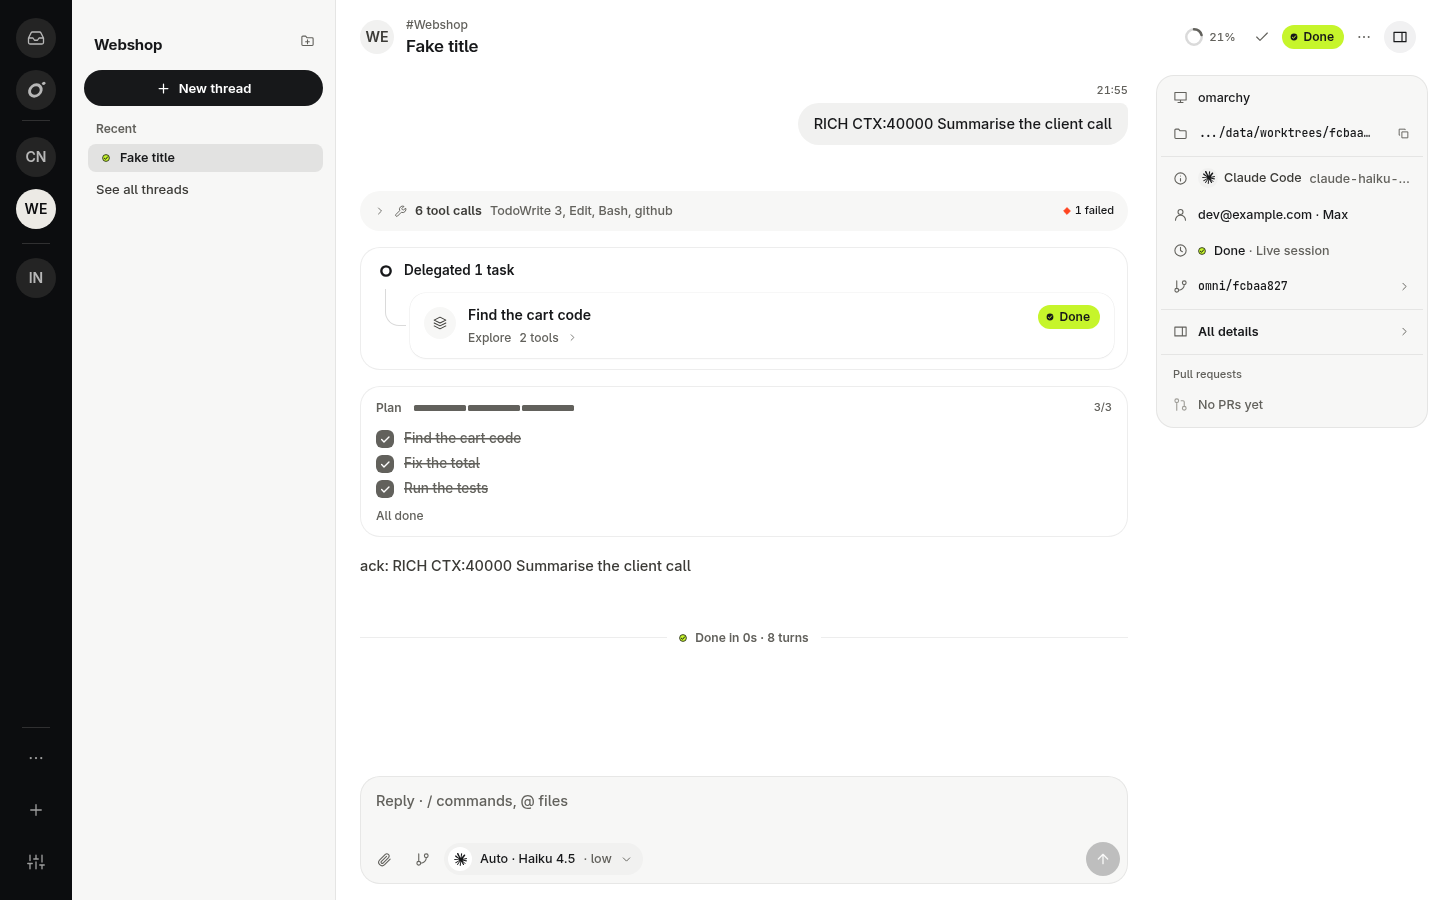 CN
WE
IN
Webshop
New thread
Recent
Fake title
See all threads
WE
#Webshop
Fake title
21%
Done
21:55
RICH CTX:40000 Summarise the client call
6 tool calls TodoWrite 3, Edit, Bash, github
1 failed
Delegated 1 task
Find the cart code
Done
Explore 2 tools
Plan
3/3
Find the cart code
Fix the total
Run the tests
All done
ack: RICH CTX:40000 Summarise the client call
Done in 0s · 8 turns
Reply · / commands, @ files
Auto · Haiku 4.5 · low
omarchy
.../data/worktrees/fcbaa…
Claude Code claude-haiku-...
dev@example.com · Max
Done · Live session
omni/fcbaa827
All details
Pull requests
No PRs yet